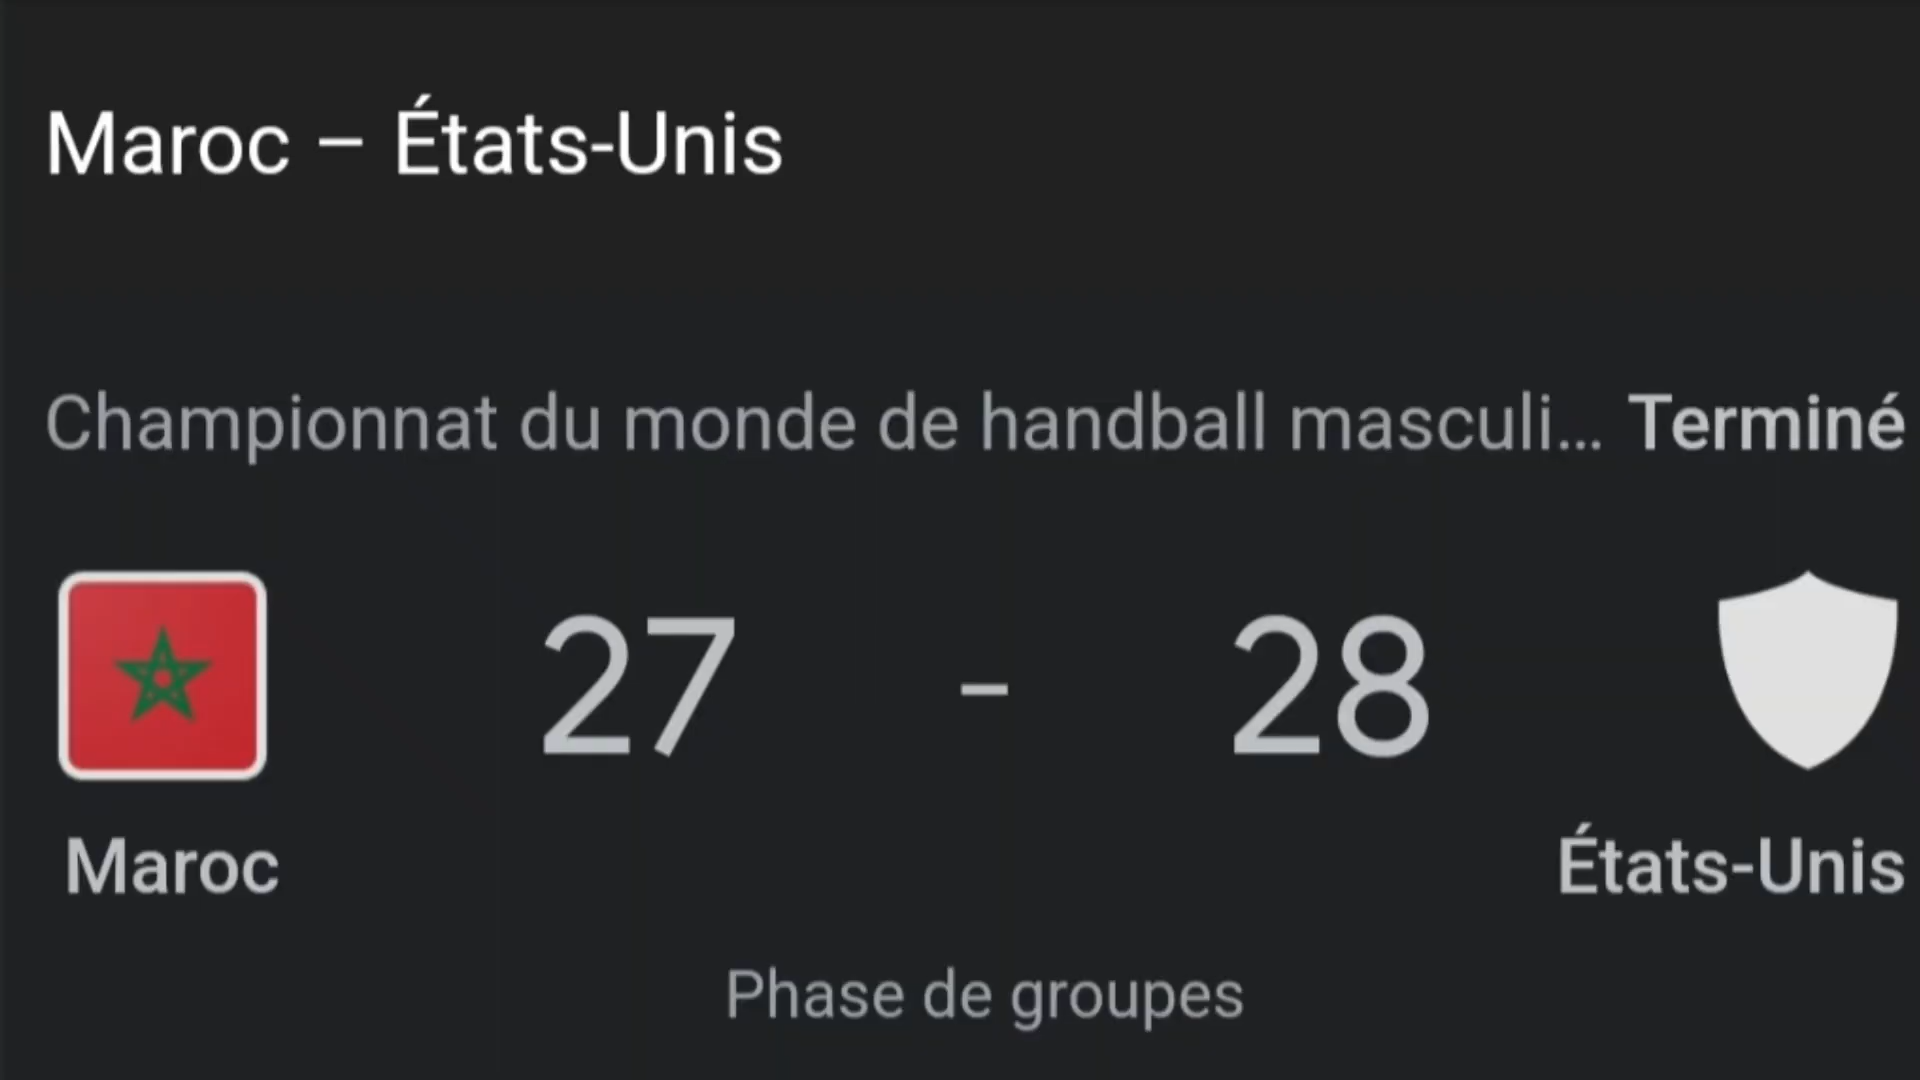 Maroc – États-Unis
Championnat du monde de handball masculi... Terminé
27 - 28
Maroc États-Unis
Phase de groupes